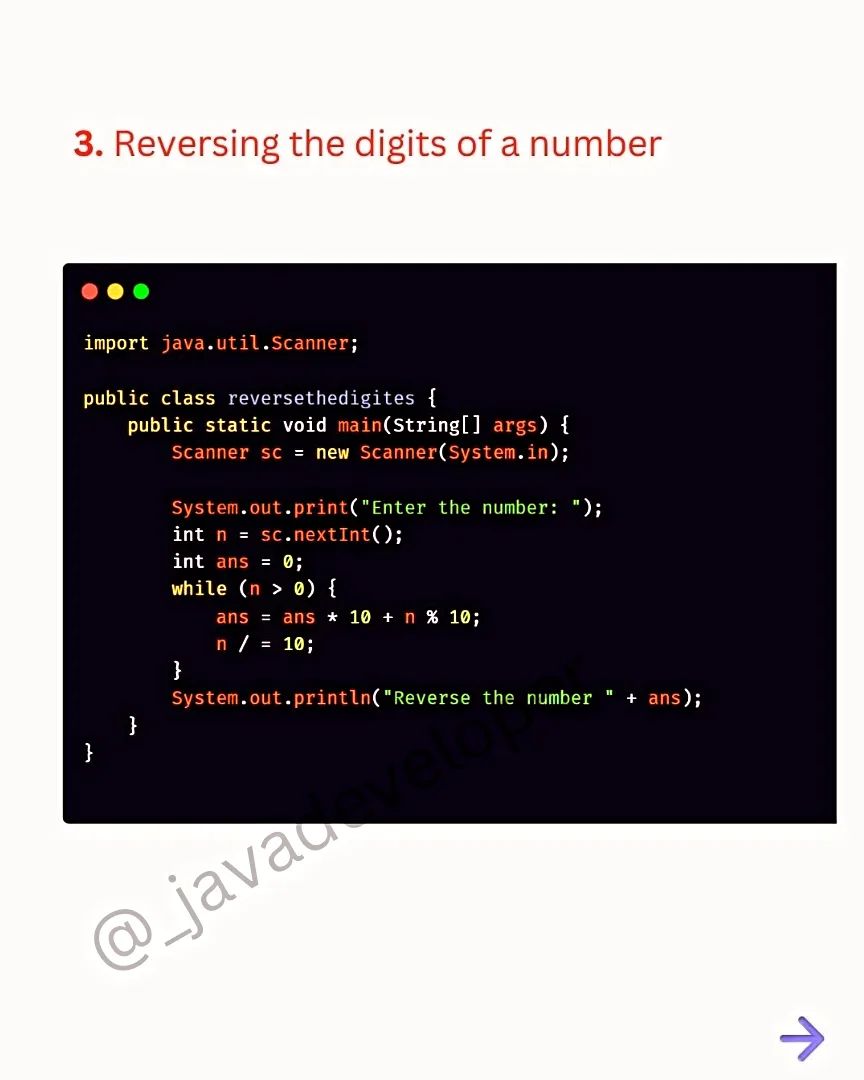 3. Reversing the digits of a number
import java.util.Scanner;
public class reversethedigites {
    public static void main(String[] args) {
        Scanner sc = new Scanner(System.in);
        System.out.print("Enter the number: ");
        int n = sc.nextInt();
        int ans = 0;
        while (n > 0) {
            ans = ans * 10 + n % 10;
            n / = 10;
        }
        System.out.println("Reverse the number " + ans);
    }
}
@_javadeveloper